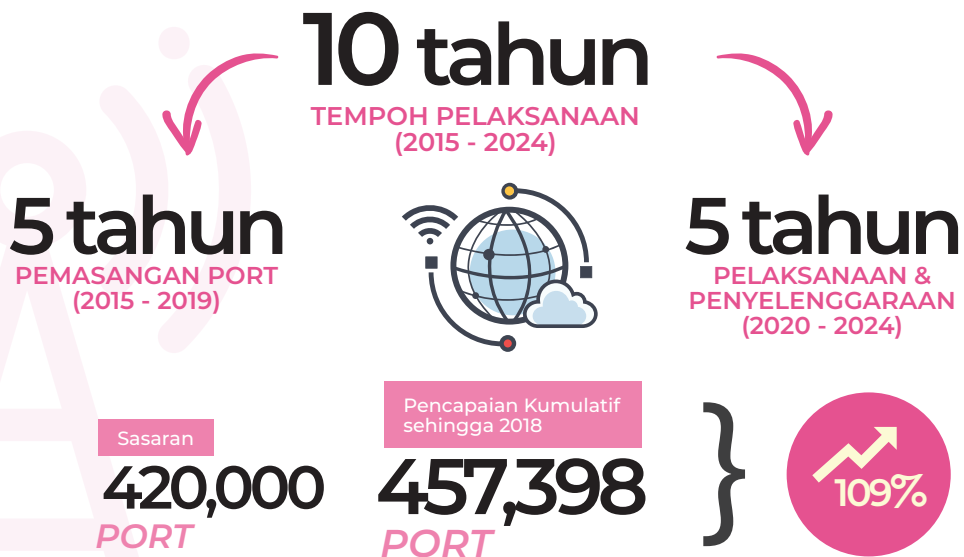 10 tahun
TEMPOH PELAKSANAAN
(2015 - 2024)
5 tahun
PEMASANGAN PORT
(2015 - 2019)
5 tahun
PELAKSANAAN &
PENYELENGGARAAN
(2020 - 2024)
Sasaran
420,000
PORT
Pencapaian Kumulatif
sehingga 2018
457,398
PORT
}
109%